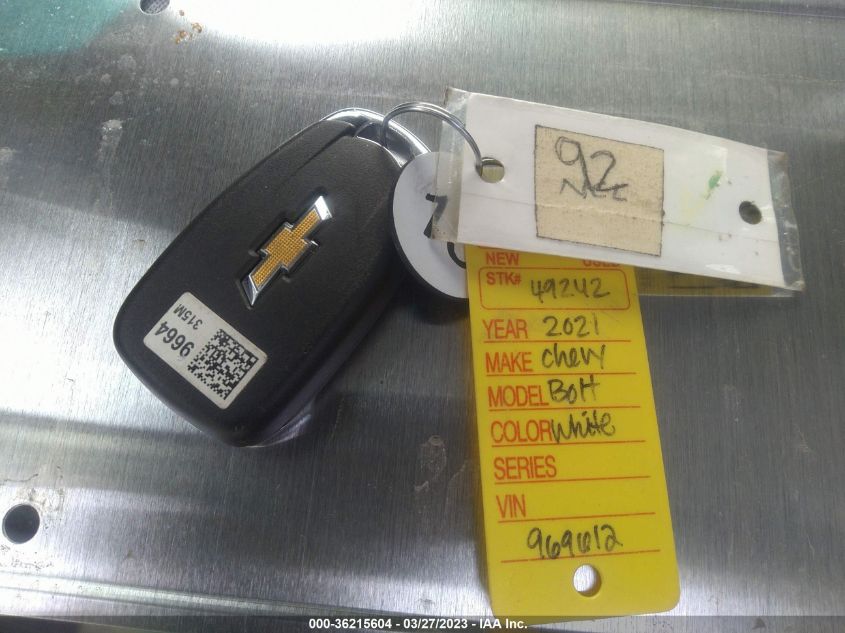 92
NEW USED
STK# 49242
YEAR 2021
MAKE Chevy
MODEL Bolt
COLOR White
SERIES
VIN
969612
9664
315M
000-36215604 / 03/27/2023 - IAA Inc.